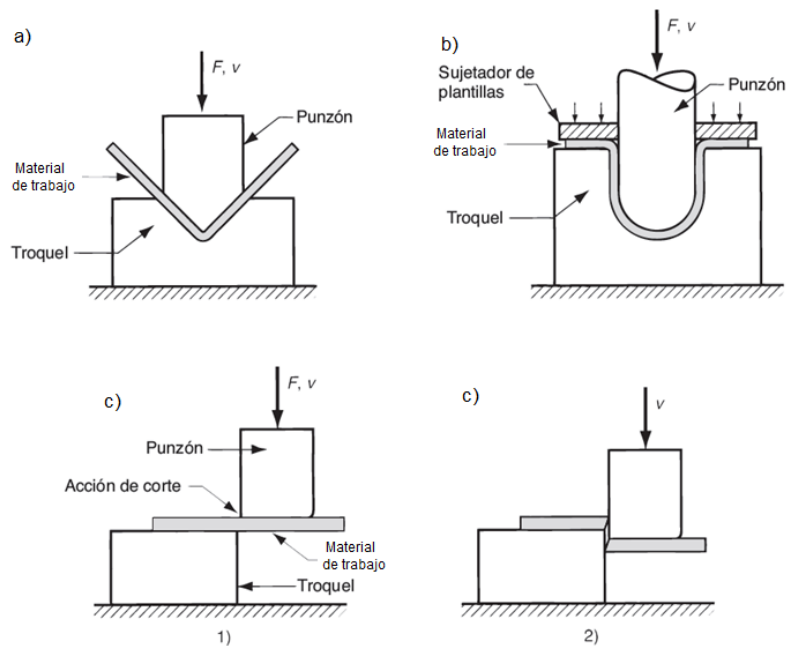 a)
F, v
Punzón
Material
de trabajo
Troquel
b)
F, v
Sujetador de
plantillas
Punzón
Material
de trabajo
Troquel
c)
F, v
Punzón
Acción de corte
Material
de trabajo
Troquel
1)
c)
v
2)